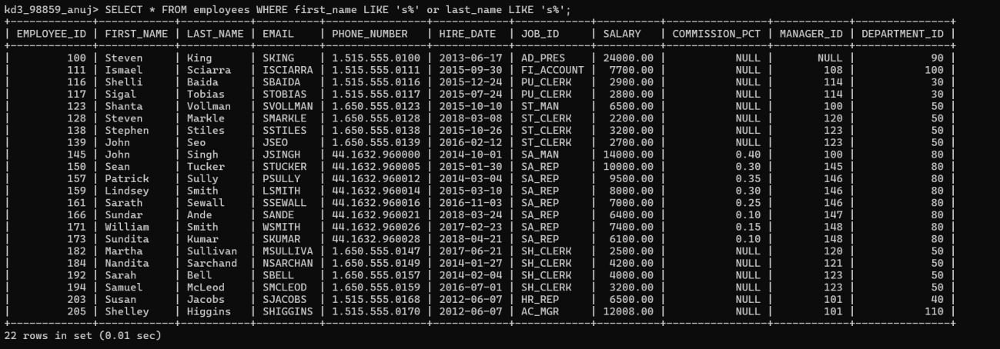 kd3_98859_anuj> SELECT * FROM employees WHERE first_name LIKE 's%' or last_name LIKE 's%';
+-------------+------------+-----------+----------+----------------+------------+------------+----------+----------------+------------+---------------+
| EMPLOYEE_ID | FIRST_NAME | LAST_NAME | EMAIL    | PHONE_NUMBER   | HIRE_DATE  | JOB_ID     | SALARY   | COMMISSION_PCT | MANAGER_ID | DEPARTMENT_ID |
+-------------+------------+-----------+----------+----------------+------------+------------+----------+----------------+------------+---------------+
|         100 | Steven     | King      | SKING    | 1.515.555.0100 | 2013-06-17 | AD_PRES    | 24000.00 |           NULL |       NULL |            90 |
|         111 | Ismael     | Sciarra   | ISCIARRA | 1.515.555.0111 | 2015-09-30 | FI_ACCOUNT |  7700.00 |           NULL |        108 |           100 |
|         116 | Shelli     | Baida     | SBAIDA   | 1.515.555.0116 | 2015-12-24 | PU_CLERK   |  2900.00 |           NULL |        114 |            30 |
|         117 | Sigal      | Tobias    | STOBIAS  | 1.515.555.0117 | 2015-07-24 | PU_CLERK   |  2800.00 |           NULL |        114 |            30 |
|         123 | Shanta     | Vollman   | SVOLLMAN | 1.650.555.0123 | 2015-10-10 | ST_MAN     |  6500.00 |           NULL |        100 |            50 |
|         128 | Steven     | Markle    | SMARKLE  | 1.650.555.0128 | 2018-03-08 | ST_CLERK   |  2200.00 |           NULL |        120 |            50 |
|         138 | Stephen    | Stiles    | SSTILES  | 1.650.555.0138 | 2015-10-26 | ST_CLERK   |  3200.00 |           NULL |        123 |            50 |
|         139 | John       | Seo       | JSEO     | 1.650.555.0139 | 2016-02-12 | ST_CLERK   |  2700.00 |           NULL |        123 |            50 |
|         145 | John       | Singh     | JSINGH   | 44.1632.960000 | 2014-10-01 | SA_MAN     | 14000.00 |           0.40 |        100 |            80 |
|         150 | Sean       | Tucker    | STUCKER  | 44.1632.960005 | 2015-01-30 | SA_REP     | 10000.00 |           0.30 |        145 |            80 |
|         157 | Patrick    | Sully     | PSULLY   | 44.1632.960012 | 2014-03-04 | SA_REP     |  9500.00 |           0.35 |        146 |            80 |
|         159 | Lindsey    | Smith     | LSMITH   | 44.1632.960014 | 2015-03-10 | SA_REP     |  8000.00 |           0.30 |        146 |            80 |
|         161 | Sarath     | Sewall    | SSEWALL  | 44.1632.960016 | 2016-11-03 | SA_REP     |  7000.00 |           0.25 |        146 |            80 |
|         166 | Sundar     | Ande      | SANDE    | 44.1632.960021 | 2018-03-24 | SA_REP     |  6400.00 |           0.10 |        147 |            80 |
|         171 | William    | Smith     | WSMITH   | 44.1632.960026 | 2017-02-23 | SA_REP     |  7400.00 |           0.15 |        148 |            80 |
|         173 | Sundita    | Kumar     | SKUMAR   | 44.1632.960028 | 2018-04-21 | SA_REP     |  6100.00 |           0.10 |        148 |            80 |
|         182 | Martha     | Sullivan  | MSULLIVA | 1.650.555.0147 | 2017-06-21 | SH_CLERK   |  2500.00 |           NULL |        120 |            50 |
|         184 | Nandita    | Sarchand  | NSARCHAN | 1.650.555.0149 | 2014-01-27 | SH_CLERK   |  4200.00 |           NULL |        121 |            50 |
|         192 | Sarah      | Bell      | SBELL    | 1.650.555.0157 | 2014-02-04 | SH_CLERK   |  4000.00 |           NULL |        123 |            50 |
|         194 | Samuel     | McLeod    | SMCLEOD  | 1.650.555.0159 | 2016-07-01 | SH_CLERK   |  3200.00 |           NULL |        123 |            50 |
|         203 | Susan      | Jacobs    | SJACOBS  | 1.515.555.0168 | 2012-06-07 | HR_REP     |  6500.00 |           NULL |        101 |            40 |
|         205 | Shelley    | Higgins   | SHIGGINS | 1.515.555.0170 | 2012-06-07 | AC_MGR     | 12008.00 |           NULL |        101 |           110 |
+-------------+------------+-----------+----------+----------------+------------+------------+----------+----------------+------------+---------------+
22 rows in set (0.01 sec)